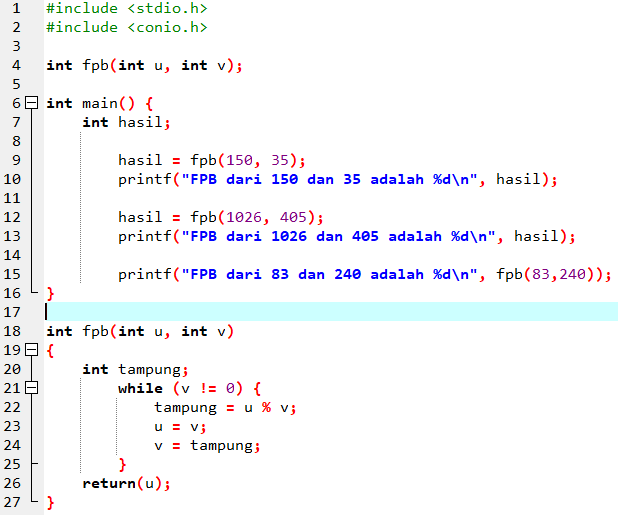 1 #include <stdio.h>
2 #include <conio.h>
3
4 int fpb(int u, int v);
5
6 int main() {
7     int hasil;
8
9         hasil = fpb(150, 35);
10         printf("FPB dari 150 dan 35 adalah %d\n", hasil);
11
12         hasil = fpb(1026, 405);
13         printf("FPB dari 1026 dan 405 adalah %d\n", hasil);
14
15         printf("FPB dari 83 dan 240 adalah %d\n", fpb(83,240));
16 }
17
18 int fpb(int u, int v)
19 {
20     int tampung;
21         while (v != 0) {
22             tampung = u % v;
23             u = v;
24             v = tampung;
25         }
26     return(u);
27 }